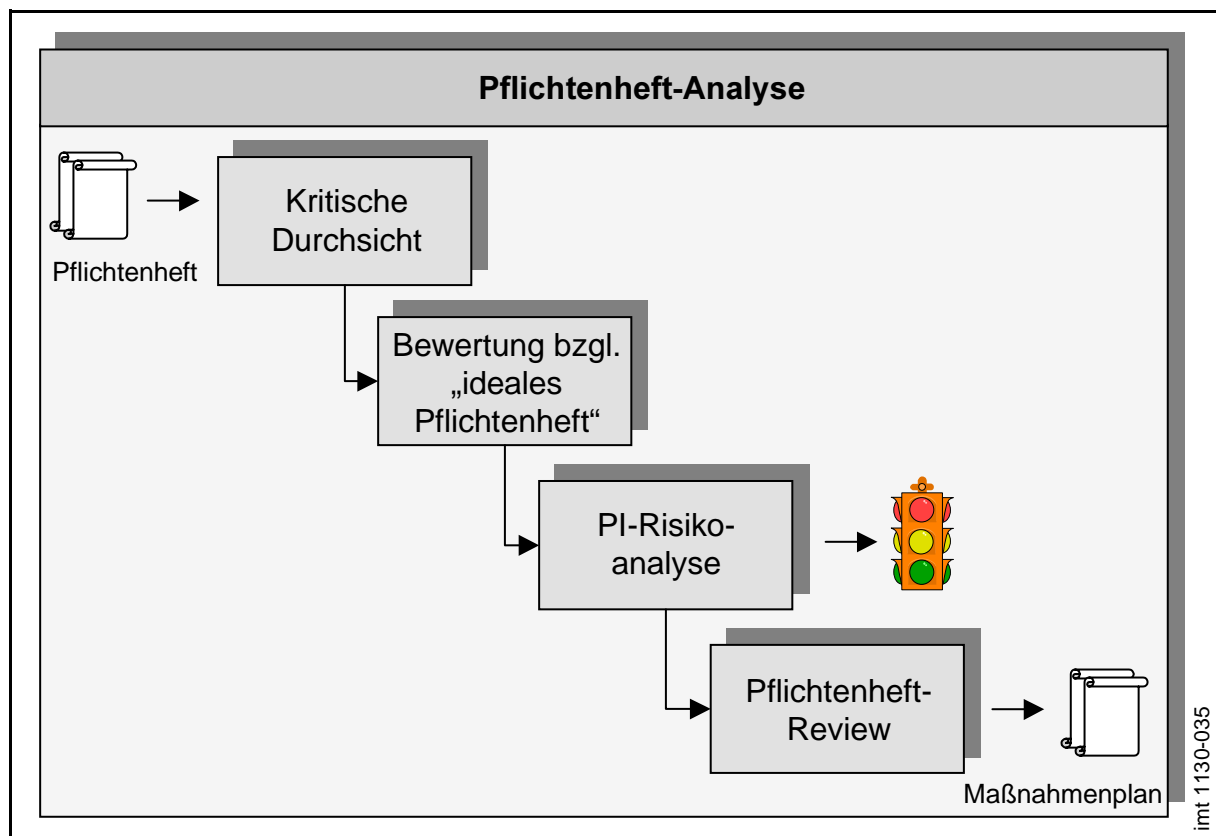 Pflichtenheft-Analyse
Pflichtenheft
Kritische
Durchsicht
Bewertung bzgl.
„ideales
Pflichtenheft“
PI-Risiko-
analyse
Pflichtenheft-
Review
Maßnahmenplan
imt 1130-035